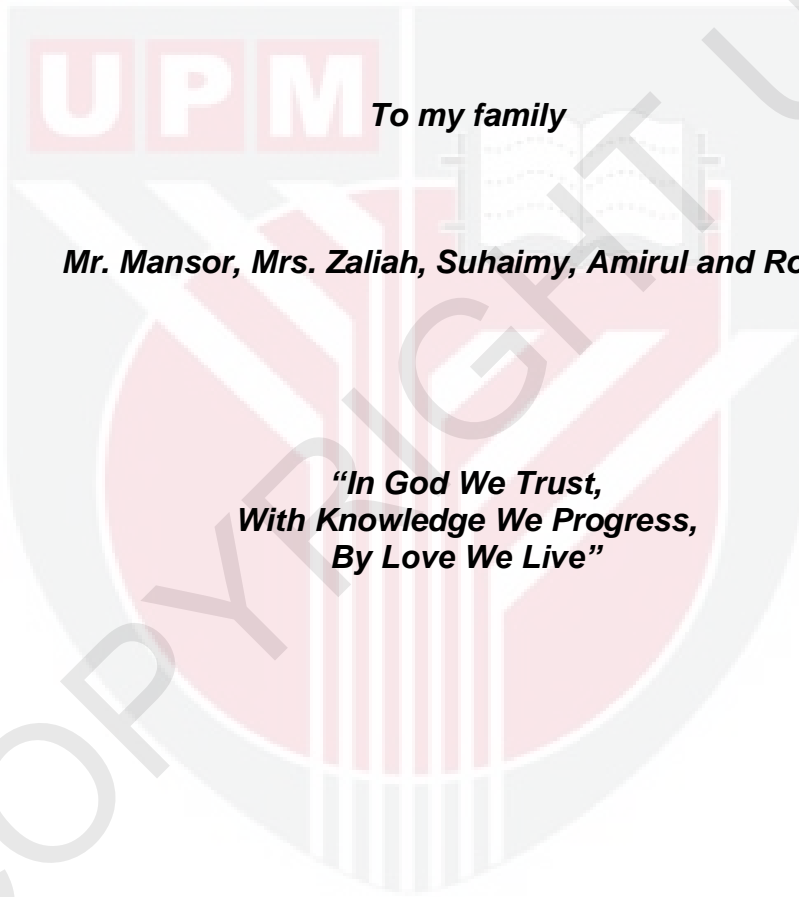 UPM
To my family
Mr. Mansor, Mrs. Zaliah, Suhaimy, Amirul and
“In God We Trust,
With Knowledge We Progress,
By Love We Live”
COPYRIGHT